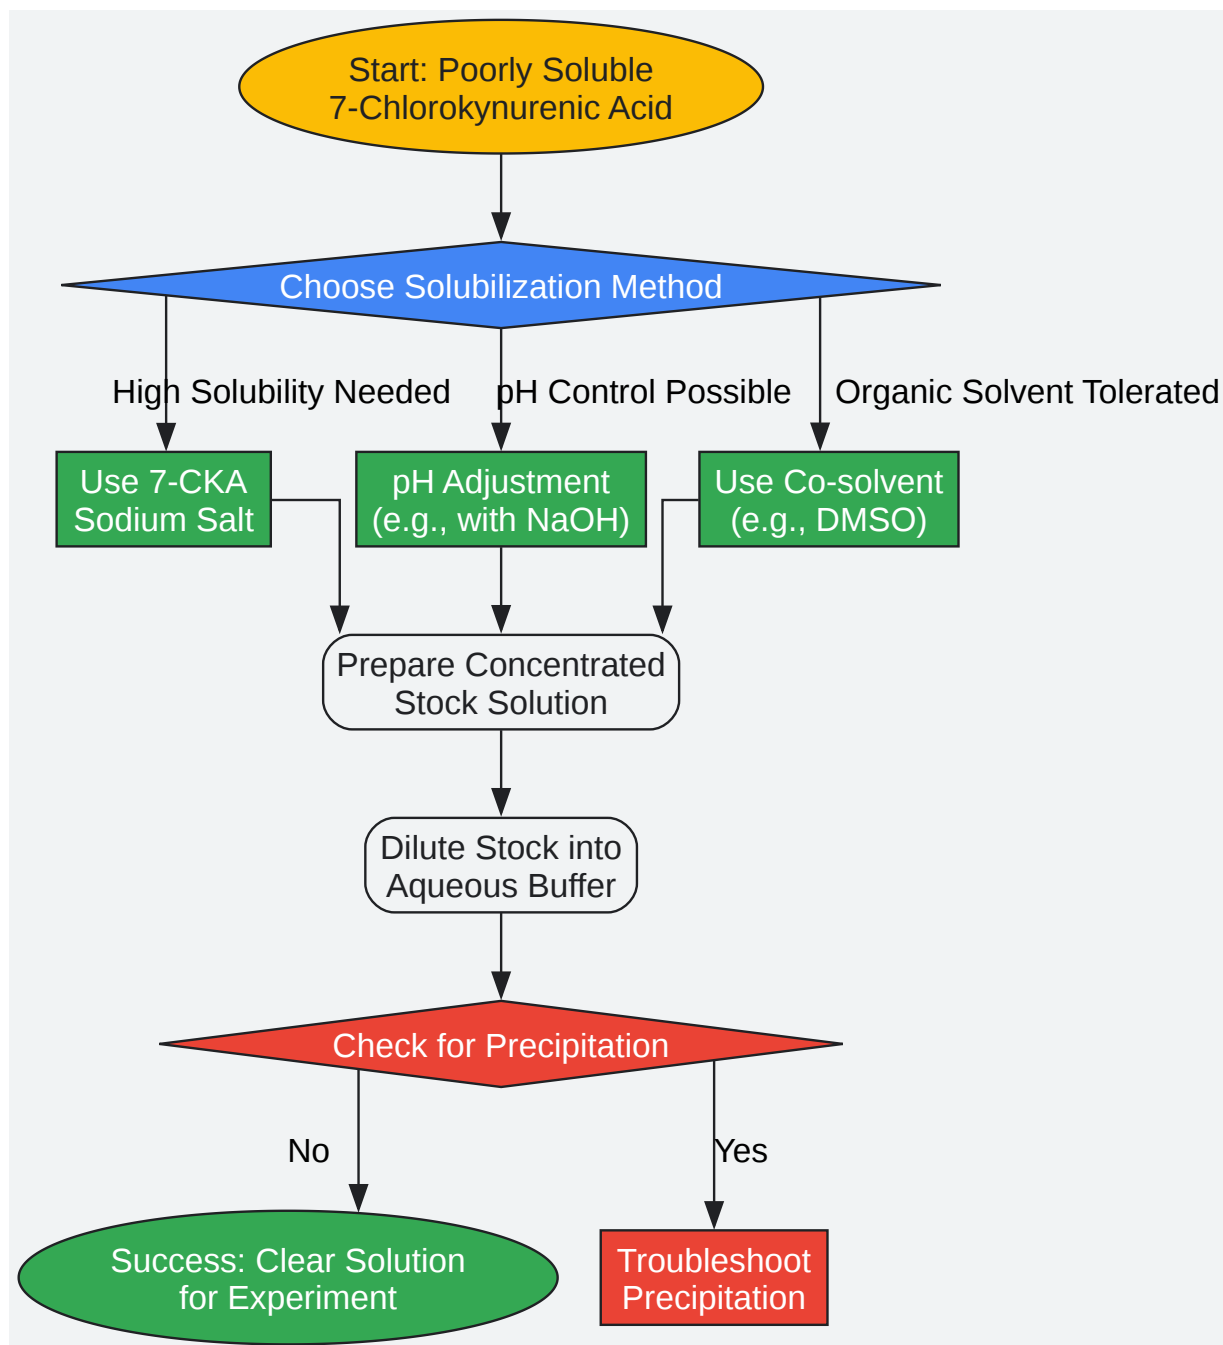 Start: Poorly Soluble
7-Chlorokynurenic Acid
Choose Solubilization Method
High Solubility Needed
pH Control Possible
Organic Solvent Tolerated
Use 7-CKA
Sodium Salt
pH Adjustment
(e.g., with NaOH)
Use Co-solvent
(e.g., DMSO)
Prepare Concentrated
Stock Solution
Dilute Stock into
Aqueous Buffer
Check for Precipitation
No
Yes
Success: Clear Solution
for Experiment
Troubleshoot
Precipitation